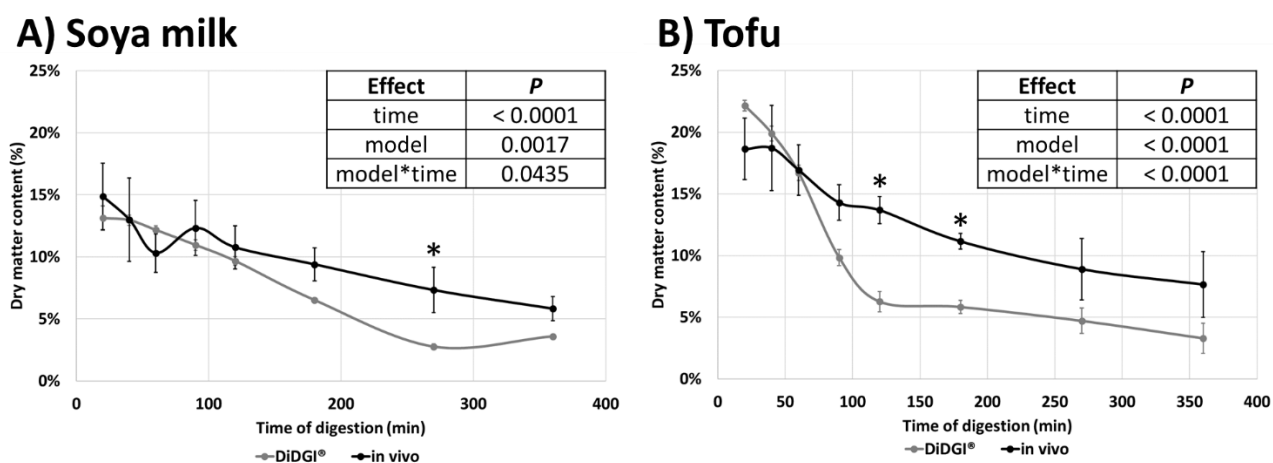 A) Soya milk
25%
20%
15%
10%
5%
0%
Dry matter content (%)
Effect P
time < 0.0001
model 0.0017
model*time 0.0435
*
0 100 200 300 400
Time of digestion (min)
DiDGI® in vivo
B) Tofu
25%
20%
15%
10%
5%
0%
Dry matter content (%)
Effect P
time < 0.0001
model < 0.0001
model*time < 0.0001
* *
0 50 100 150 200 250 300 350 400
Time of digestion (min)
DiDGI® in vivo